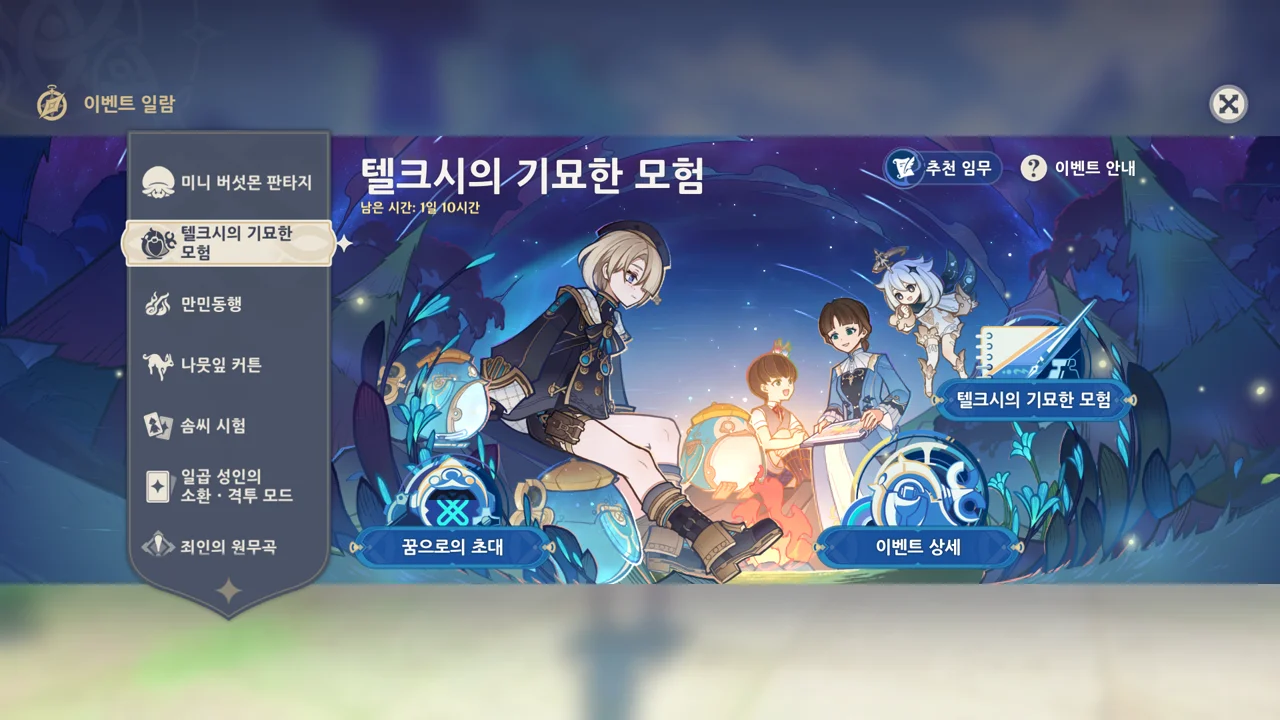 이벤트 일람
미니 버섯몬 판타지
텔크시의 기묘한
모험
만민동행
나뭇잎 커튼
솜씨 시험
일곱 성인의
소환 · 격투 모드
죄인의 원무곡
텔크시의 기묘한 모험
남은 시간: 1일 10시간
추천 임무
? 이벤트 안내
텔크시의 기묘한 모험
꿈으로의 초대
이벤트 상세